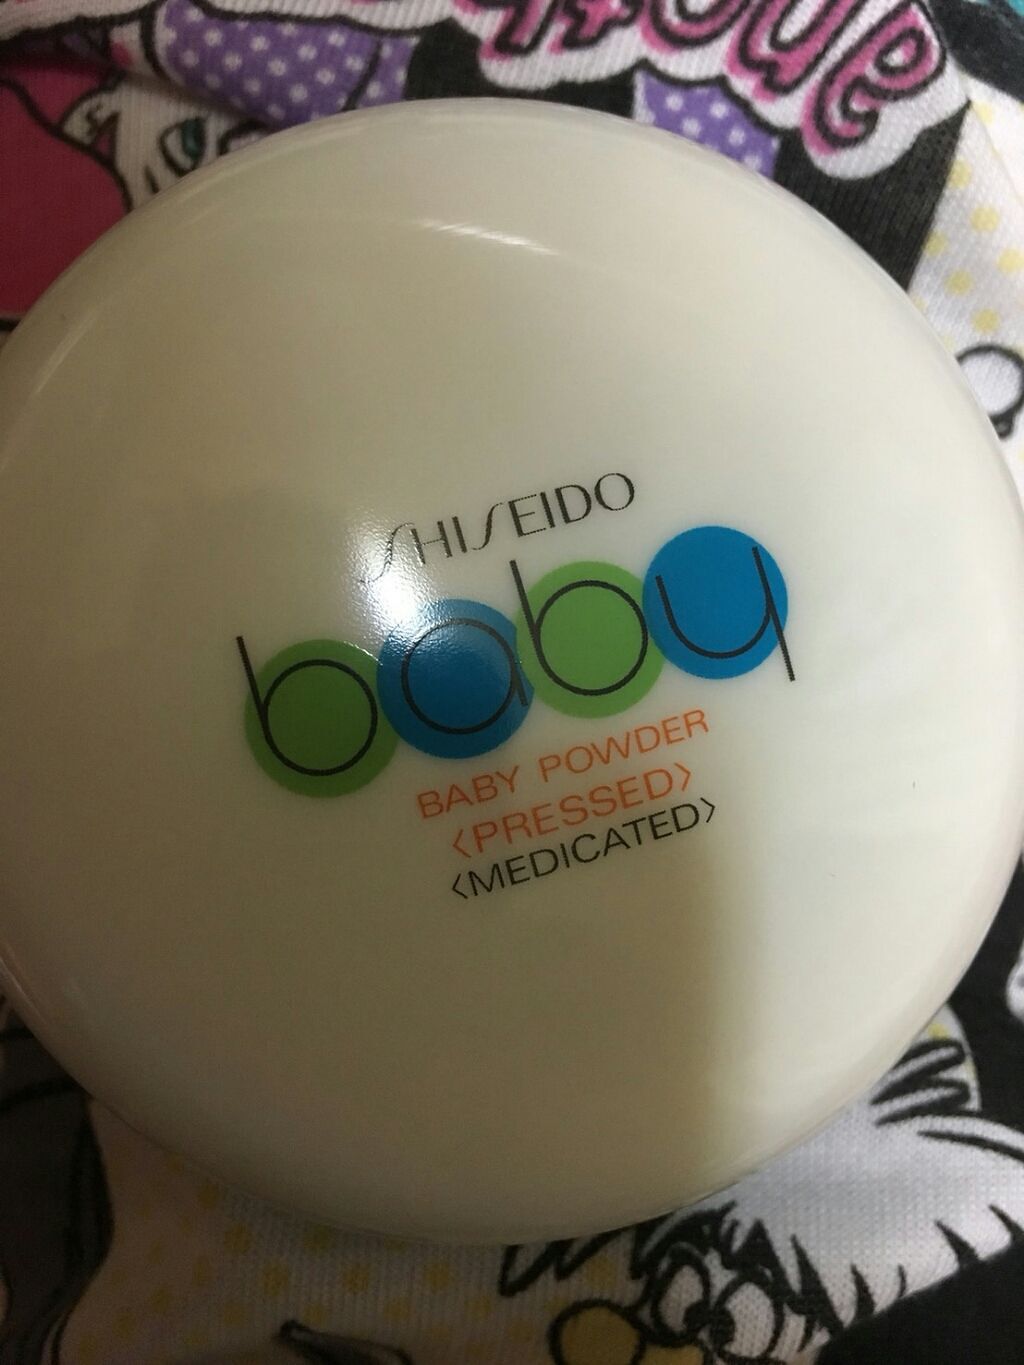 SHISEIDO
baby
BABY POWDER
〈PRESSED〉
〈MEDICATED〉